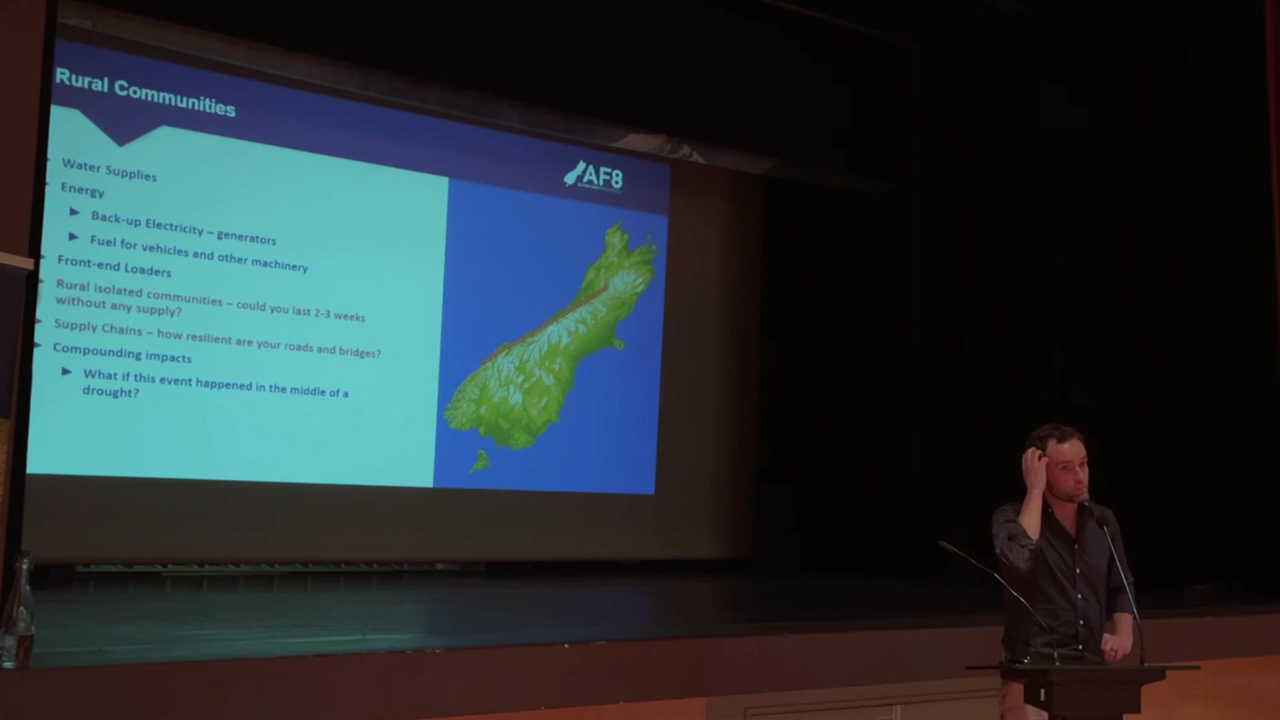 Rural Communities
AF8
Water Supplies
Energy
Back-up Electricity – generators
Fuel for vehicles and other machinery
Front-end Loaders
Rural isolated communities – could you last 2-3 weeks
without any supply?
Supply Chains – how resilient are your roads and bridges?
Compounding impacts
What if this event happened in the middle of a
drought?